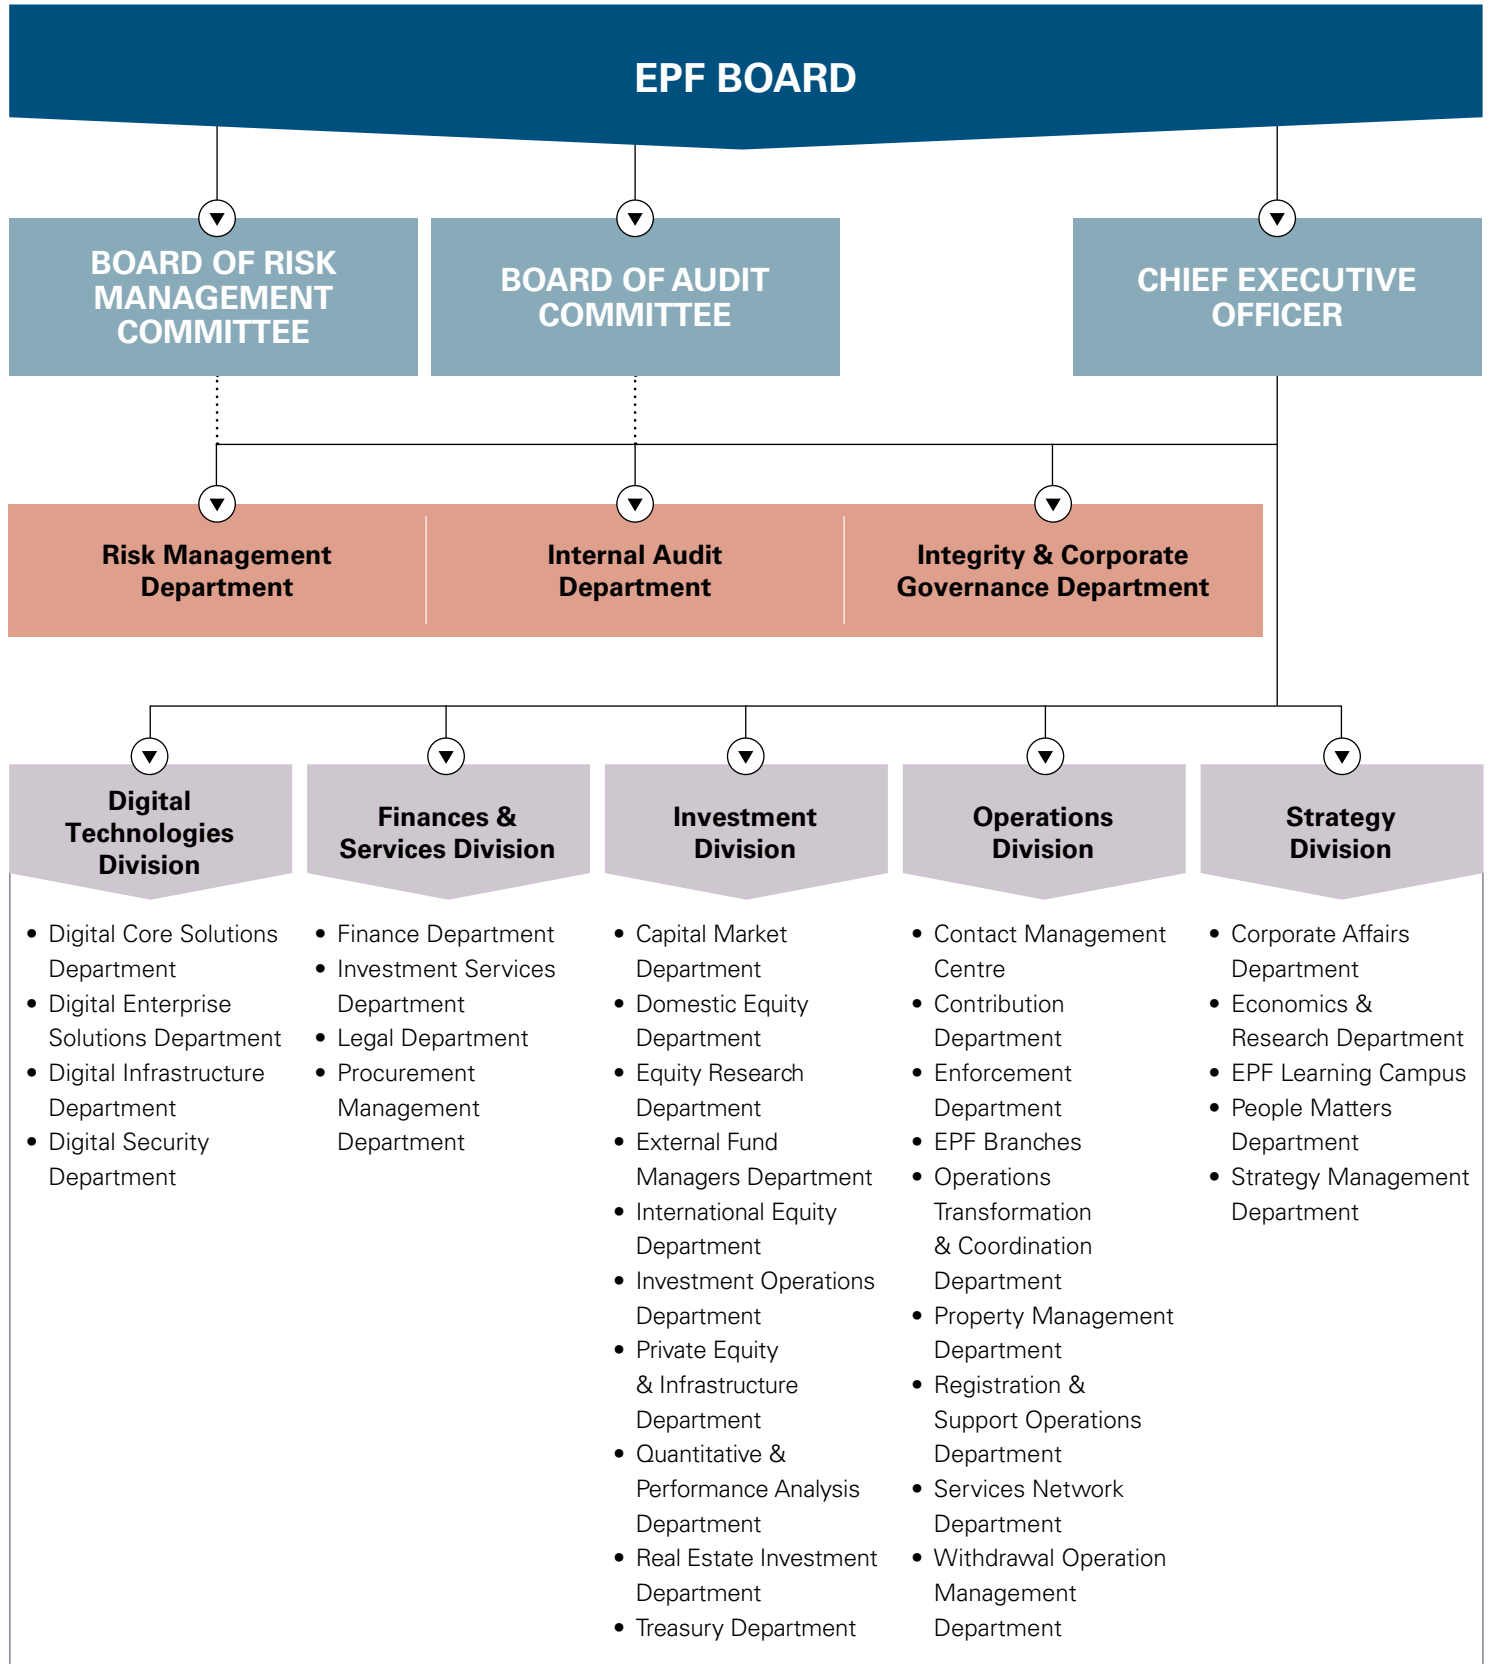 EPF BOARD
BOARD OF RISK
MANAGEMENT
COMMITTEE
BOARD OF AUDIT
COMMITTEE
CHIEF EXECUTIVE
OFFICER
Risk Management
Department
Internal Audit
Department
Integrity & Corporate
Governance Department
Digital
Technologies
Division
• Digital Core Solutions
Department
• Digital Enterprise
Solutions Department
• Digital Infrastructure
Department
• Digital Security
Department
Finances &
Services Division
• Finance Department
• Investment Services
Department
• Legal Department
• Procurement
Management
Department
Investment
Division
• Capital Market
Department
• Domestic Equity
Department
• Equity Research
Department
• External Fund
Managers Department
• International Equity
Department
• Investment Operations
Department
• Private Equity
& Infrastructure
Department
• Quantitative &
Performance Analysis
Department
• Real Estate Investment
Department
• Treasury Department
Operations
Division
• Contact Management
Centre
• Contribution
Department
• Enforcement
Department
• EPF Branches
• Operations
Transformation
& Coordination
Department
• Property Management
Department
• Registration &
Support Operations
Department
• Services Network
Department
• Withdrawal Operation
Management
Department
Strategy
Division
• Corporate Affairs
Department
• Economics &
Research Department
• EPF Learning Campus
• People Matters
Department
• Strategy Management
Department